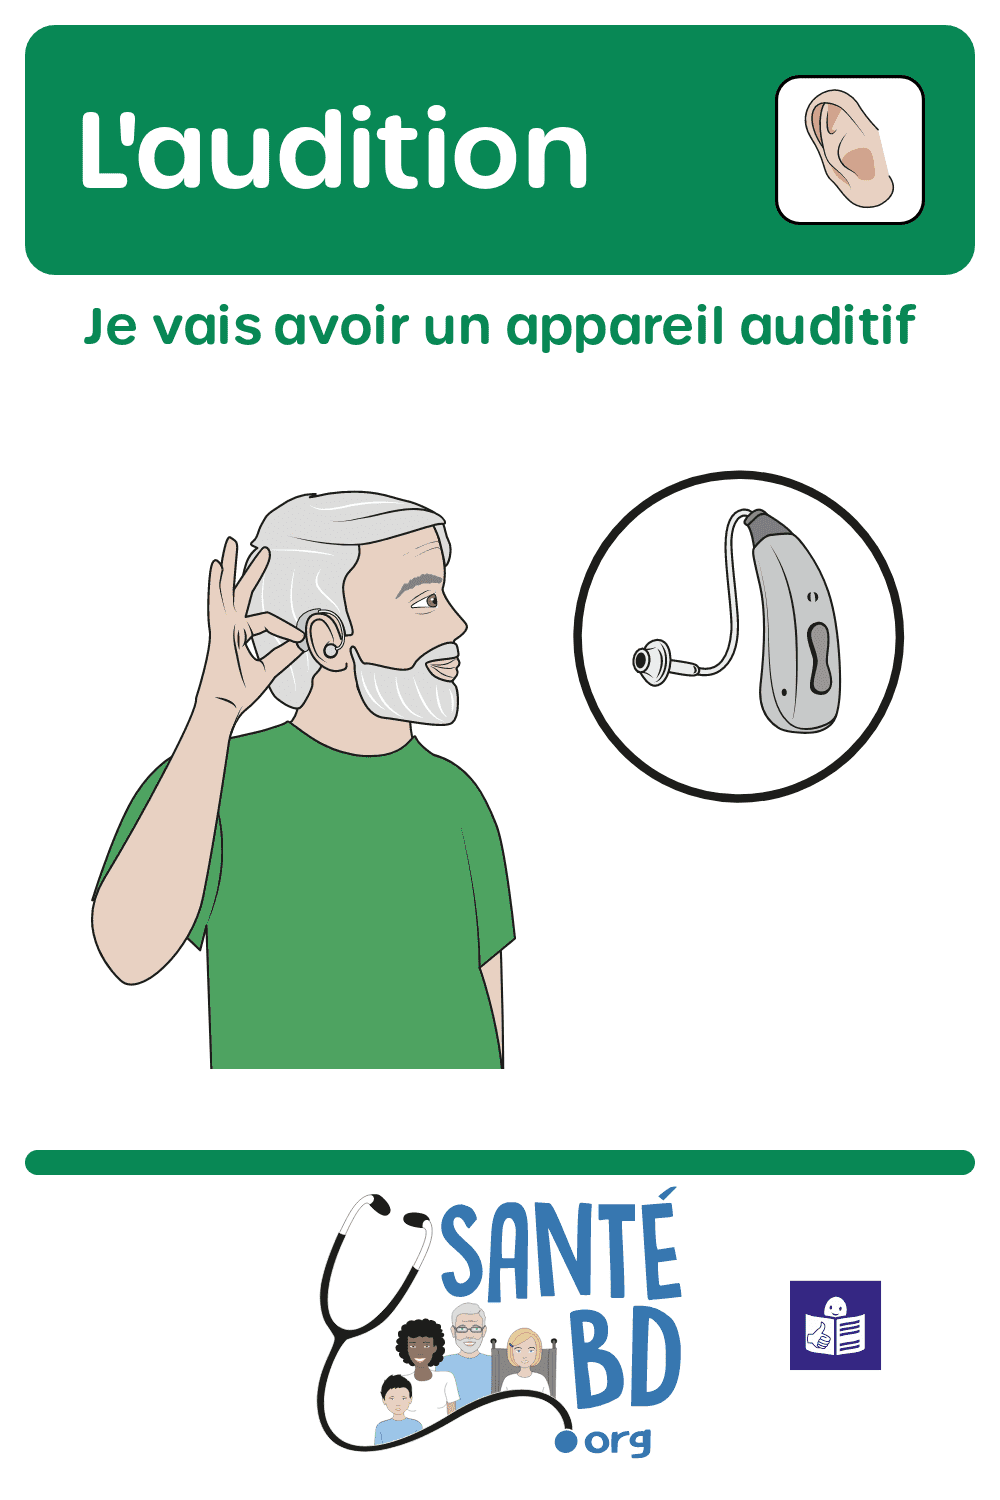 L'audition
Je vais avoir un appareil auditif
SANTÉ
BD
.org